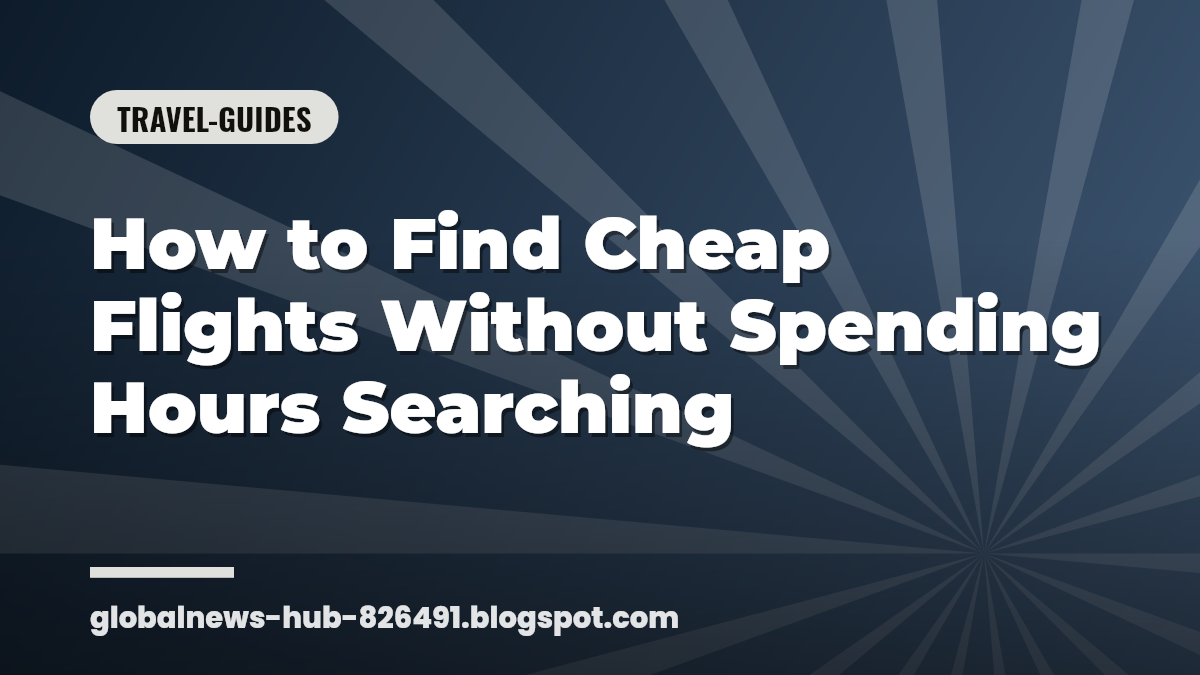 TRAVEL-GUIDES
How to Find Cheap
Flights Without Spending
Hours Searching
globalnews-hub-826491.blogspot.com